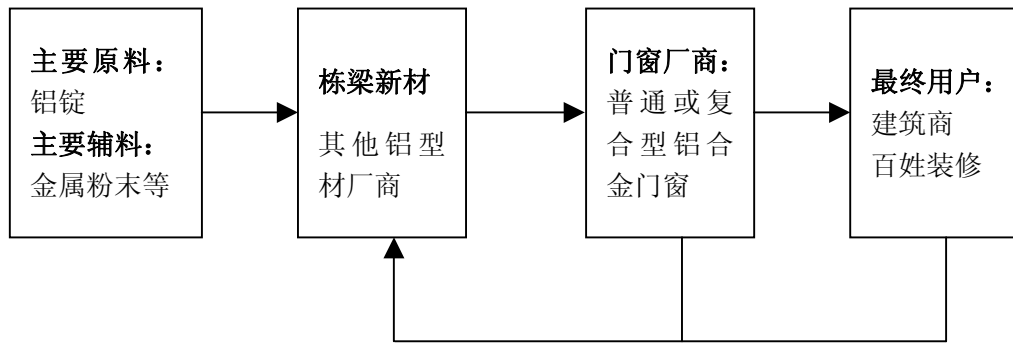 主要原料：
铝锭
主要辅料：
金属粉末等
栋梁新材
其他铝型
材厂商
门窗厂商：
普通或复
合型铝合
金门窗
最终用户：
建筑商
百姓装修